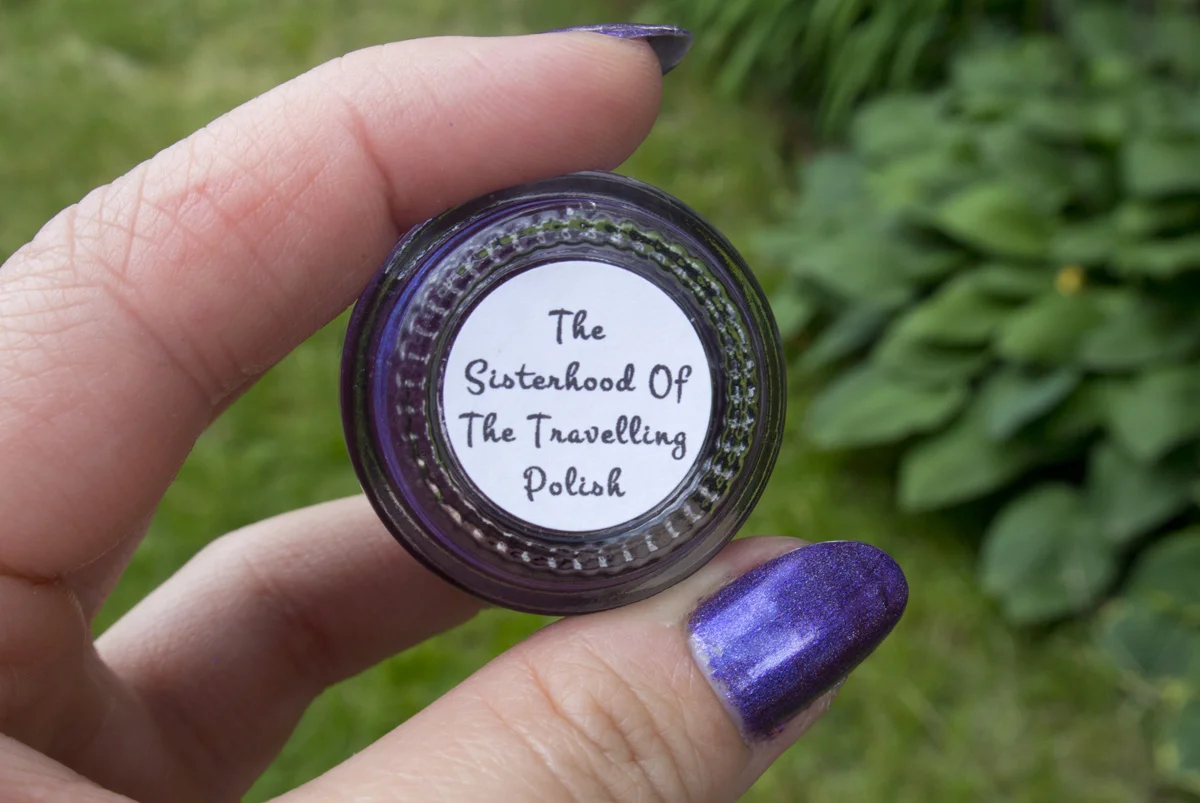 The
Sisterhood Of
The Travelling
Polish